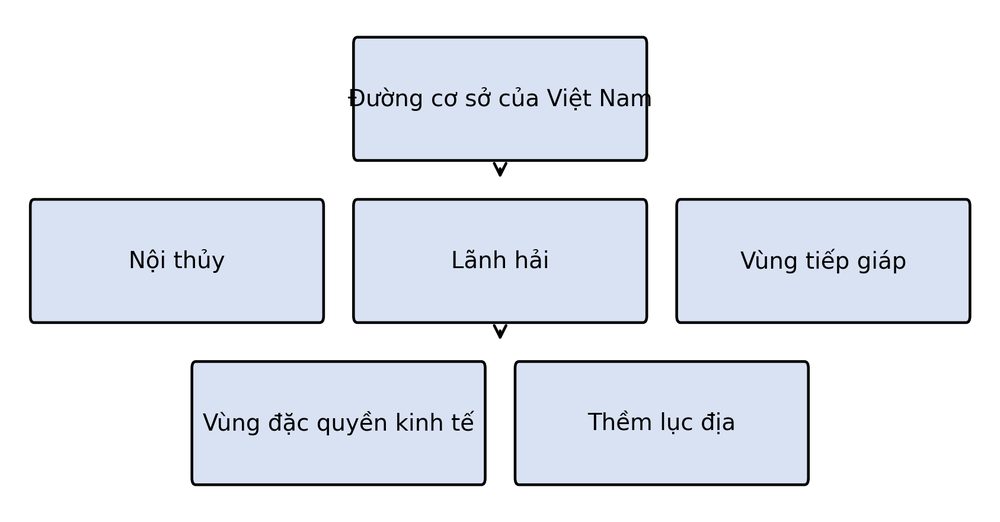 Đường cơ sở của Việt Nam
Nội thủy
Lãnh hải
Vùng tiếp giáp
Vùng đặc quyền kinh tế
Thềm lục địa